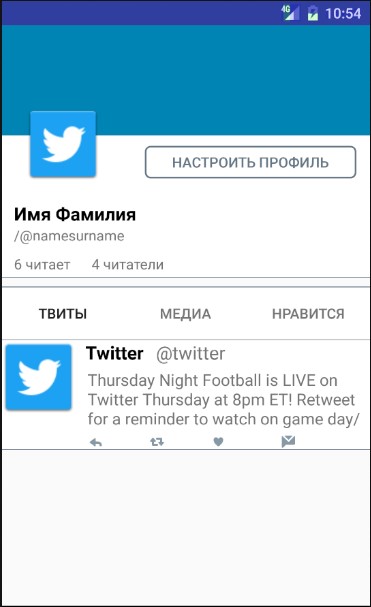 4G 10:54
НАСТРОИТЬ ПРОФИЛЬ
Имя Фамилия
/@namesurname
6 читает 4 читатели
ТВИТЫ МЕДИА НРАВИТСЯ
Twitter @twitter
Thursday Night Football is LIVE on
Twitter Thursday at 8pm ET! Retweet
for a reminder to watch on game day/